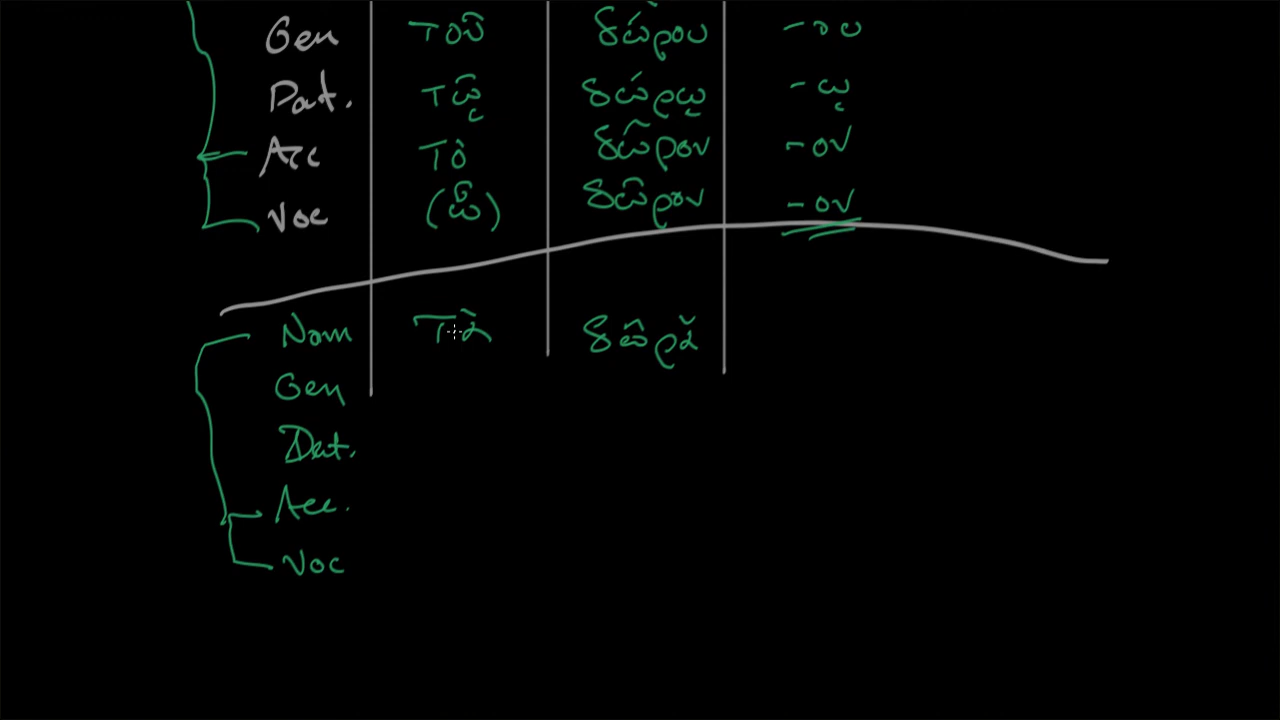 Gen τοῦ δώρου -ου
Dat. τῷ δώρῳ -ῳ
Acc τὸ δῶρον -ον
Voc (ὦ) δῶρον -ον
Nom τὰ δῶρᾰ
Gen
Dat.
Acc.
Voc